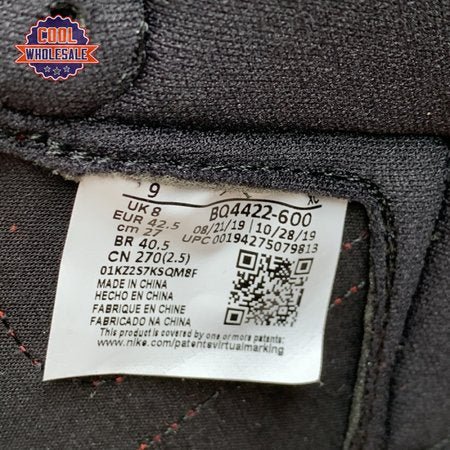 COOL
WHOLESALE
9
UK 8
EUR 42.5
cm 27
BR 40.5
CN 270(2.5)
01KZ2S7KSQM8F
BQ4422-600
08/21/19 10/28/19
UPC 00194275079813
MADE IN CHINA
HECHO EN CHINA
FABRIQUE EN CHINE
FABRICADO NA CHINA
This product is covered by one or more patents:
www.nike.com/patentsvirtualmarking